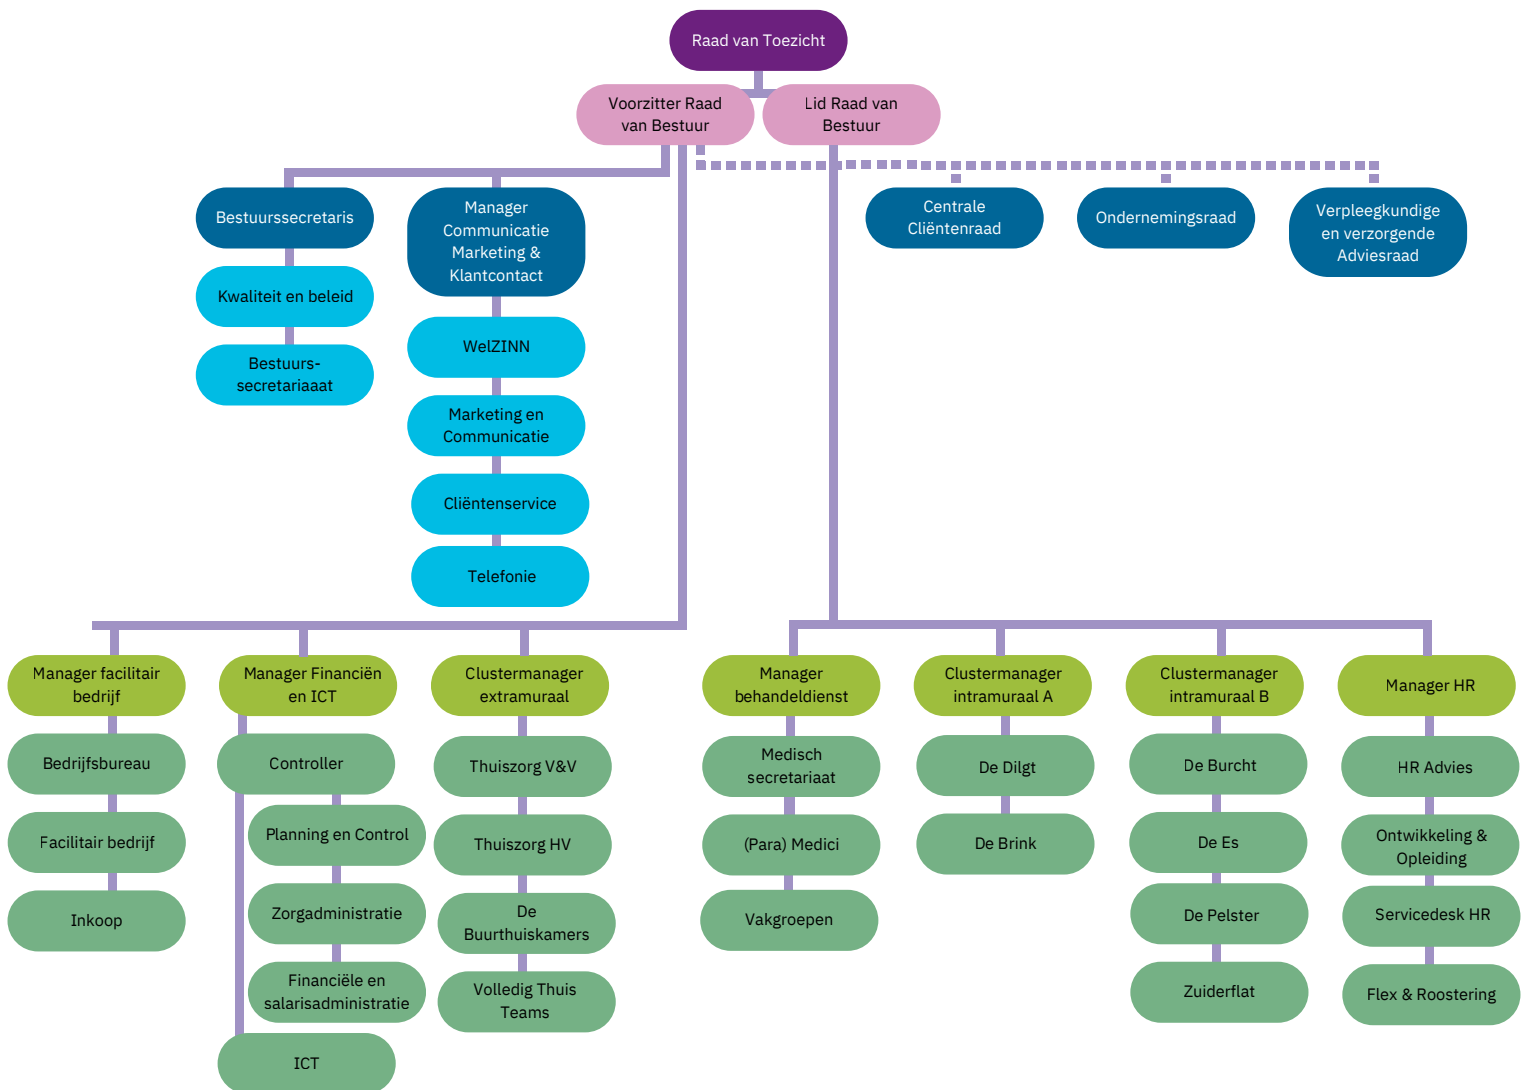 Raad van Toezicht
Voorzitter Raad
van Bestuur
Lid Raad van
Bestuur
Bestuurssecretaris
Kwaliteit en beleid
Bestuurs-
secretariaaat
Manager
Communicatie
Marketing &
Klantcontact
WelZINN
Marketing en
Communicatie
Cliëntenservice
Telefonie
Centrale
Cliëntenraad
Ondernemingsraad
Verpleegkundige
en verzorgende
Adviesraad
Manager facilitair
bedrijf
Bedrijfsbureau
Facilitair bedrijf
Inkoop
Manager Financiën
en ICT
Controller
Planning en Control
Zorgadministratie
Financiële en
salarisadministratie
ICT
Clustermanager
extramuraal
Thuiszorg V&V
Thuiszorg HV
De
Buurthuiskamers
Volledig Thuis
Teams
Manager
behandeldienst
Medisch
secretariaat
(Para) Medici
Vakgroepen
Clustermanager
intramuraal A
De Dilgt
De Brink
Clustermanager
intramuraal B
De Burcht
De Es
De Pelster
Zuiderflat
Manager HR
HR Advies
Ontwikkeling &
Opleiding
Servicedesk HR
Flex & Roostering